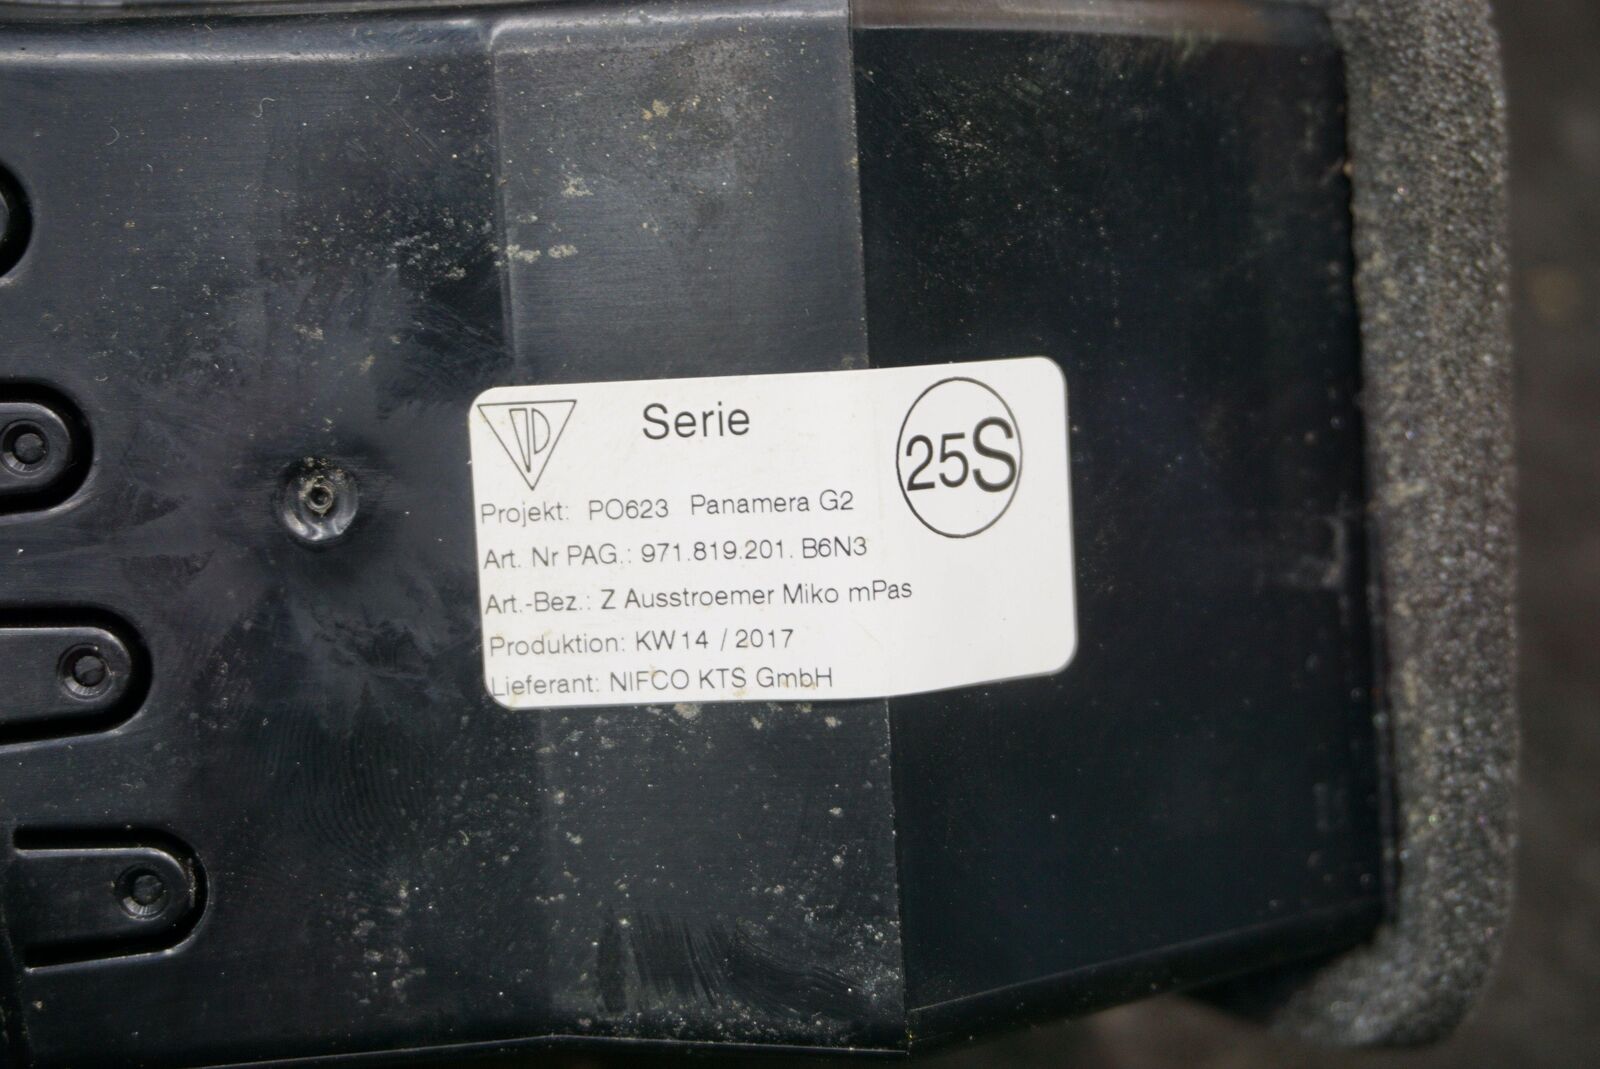 Serie
25S
Projekt: PO623 Panamera G2
Art. Nr PAG.: 971.819.201. B6N3
Art.-Bez.: Z Ausstroemer Miko mPas
Produktion: KW14 / 2017
Lieferant: NIFCO KTS GmbH